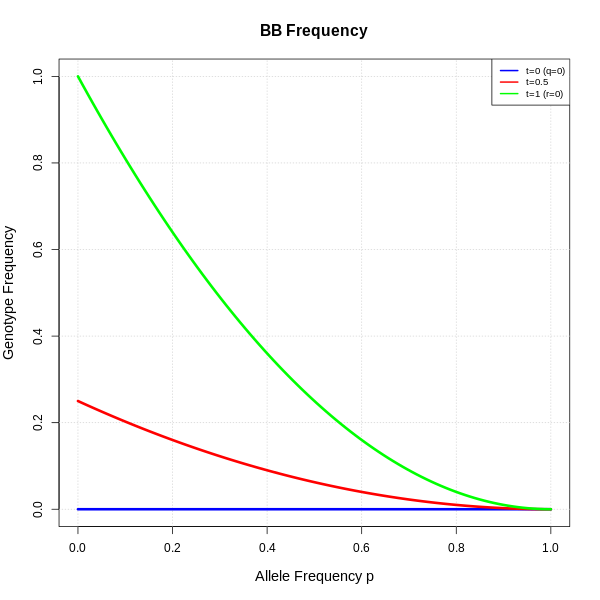 BB Frequency
t=0 (q=0)
t=0.5
t=1 (r=0)
Genotype Frequency
1.0
0.8
0.6
0.4
0.2
0.0
0.0 0.2 0.4 0.6 0.8 1.0
Allele Frequency p